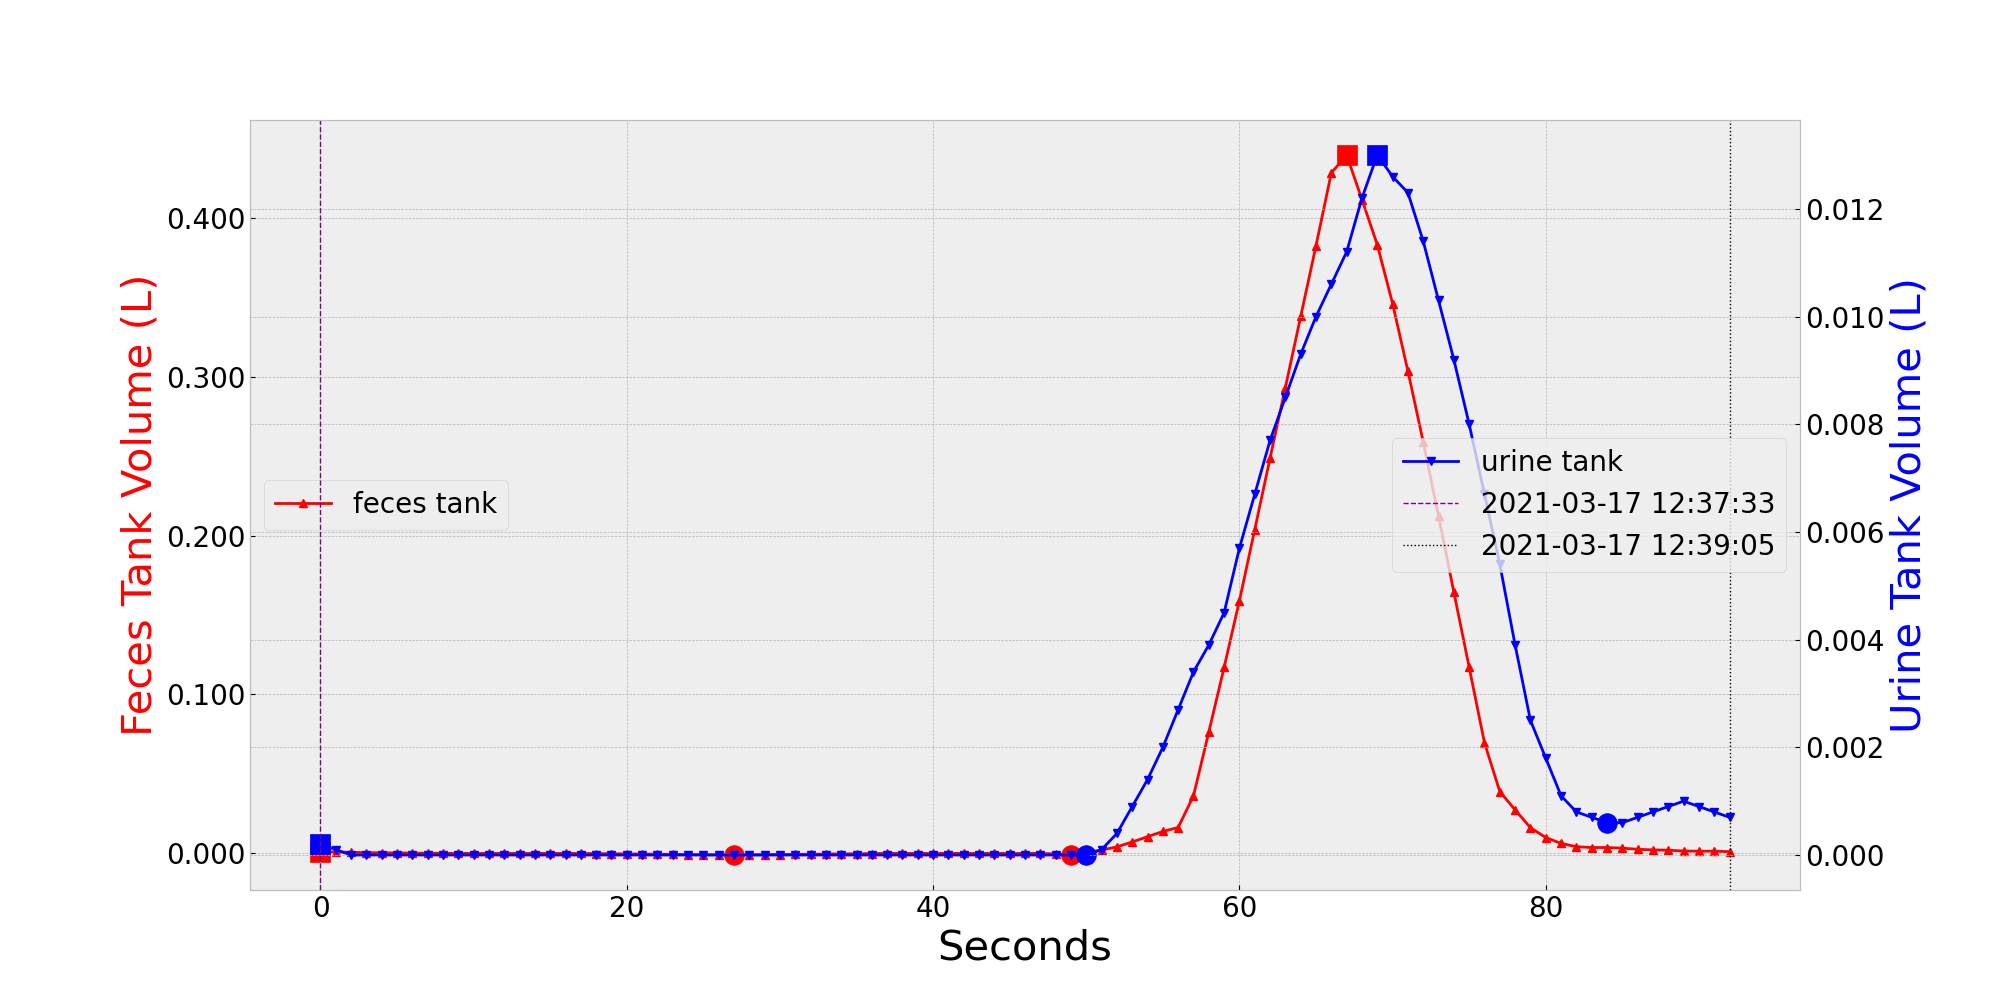 Feces Tank Volume (L)
0.400
0.300
0.200
0.100
0.000
feces tank
urine tank
2021-03-17 12:37:33
2021-03-17 12:39:05
0.012
0.010
0.008
0.006
0.004
0.002
0.000
Urine Tank Volume (L)
0 20 40 60 80
Seconds